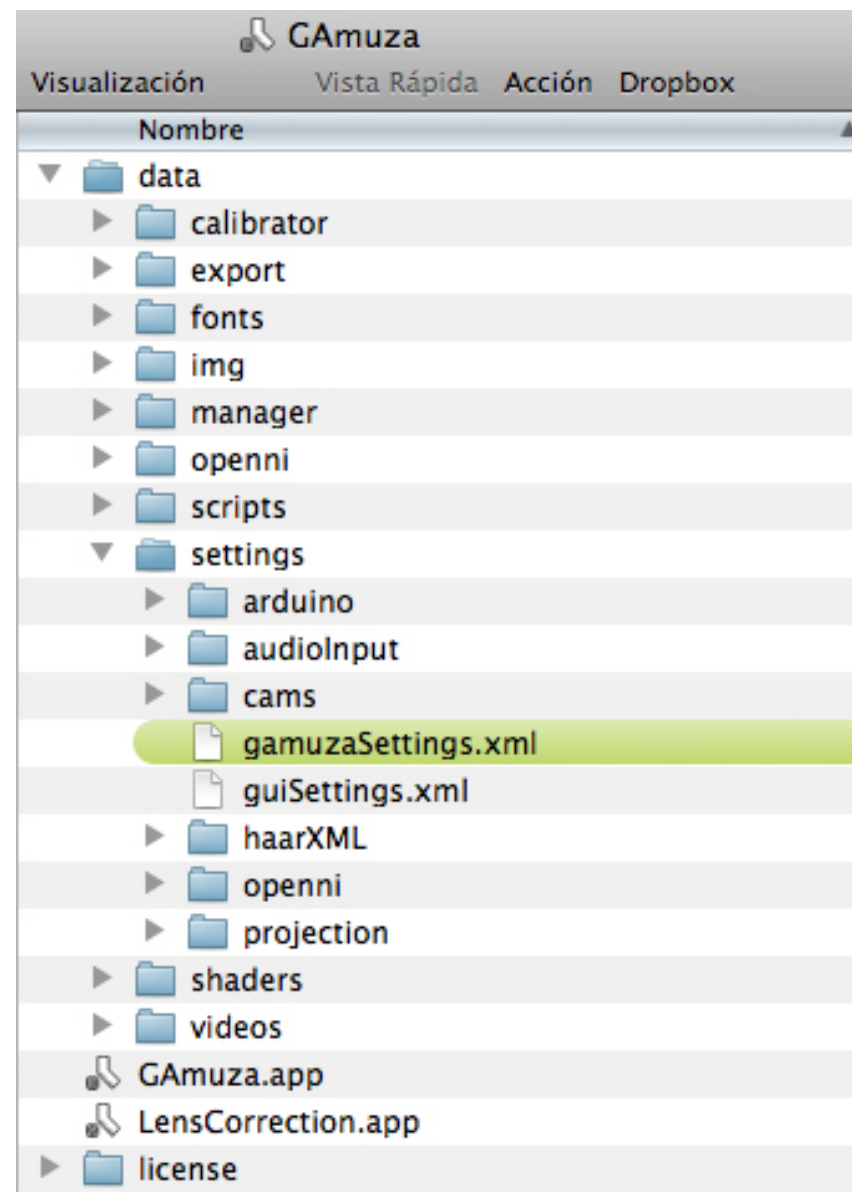 GAmuza
Visualización Vista Rápida Acción Dropbox
Nombre
data
calibrator
export
fonts
img
manager
openni
scripts
settings
arduino
audioInput
cams
gamuzaSettings.xml
guiSettings.xml
haarXML
openni
projection
shaders
videos
GAmuza.app
LensCorrection.app
license